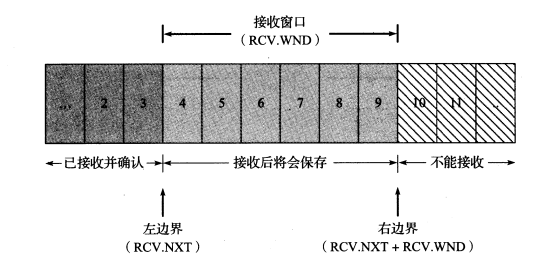 接收窗口
(RCV.WND)
... 2 3 4 5 6 7 8 9 10 11 ..
已接收并确认 接收后将会保存 不能接收
左边界 右边界
(RCV.NXT) (RCV.NXT + RCV.WND)